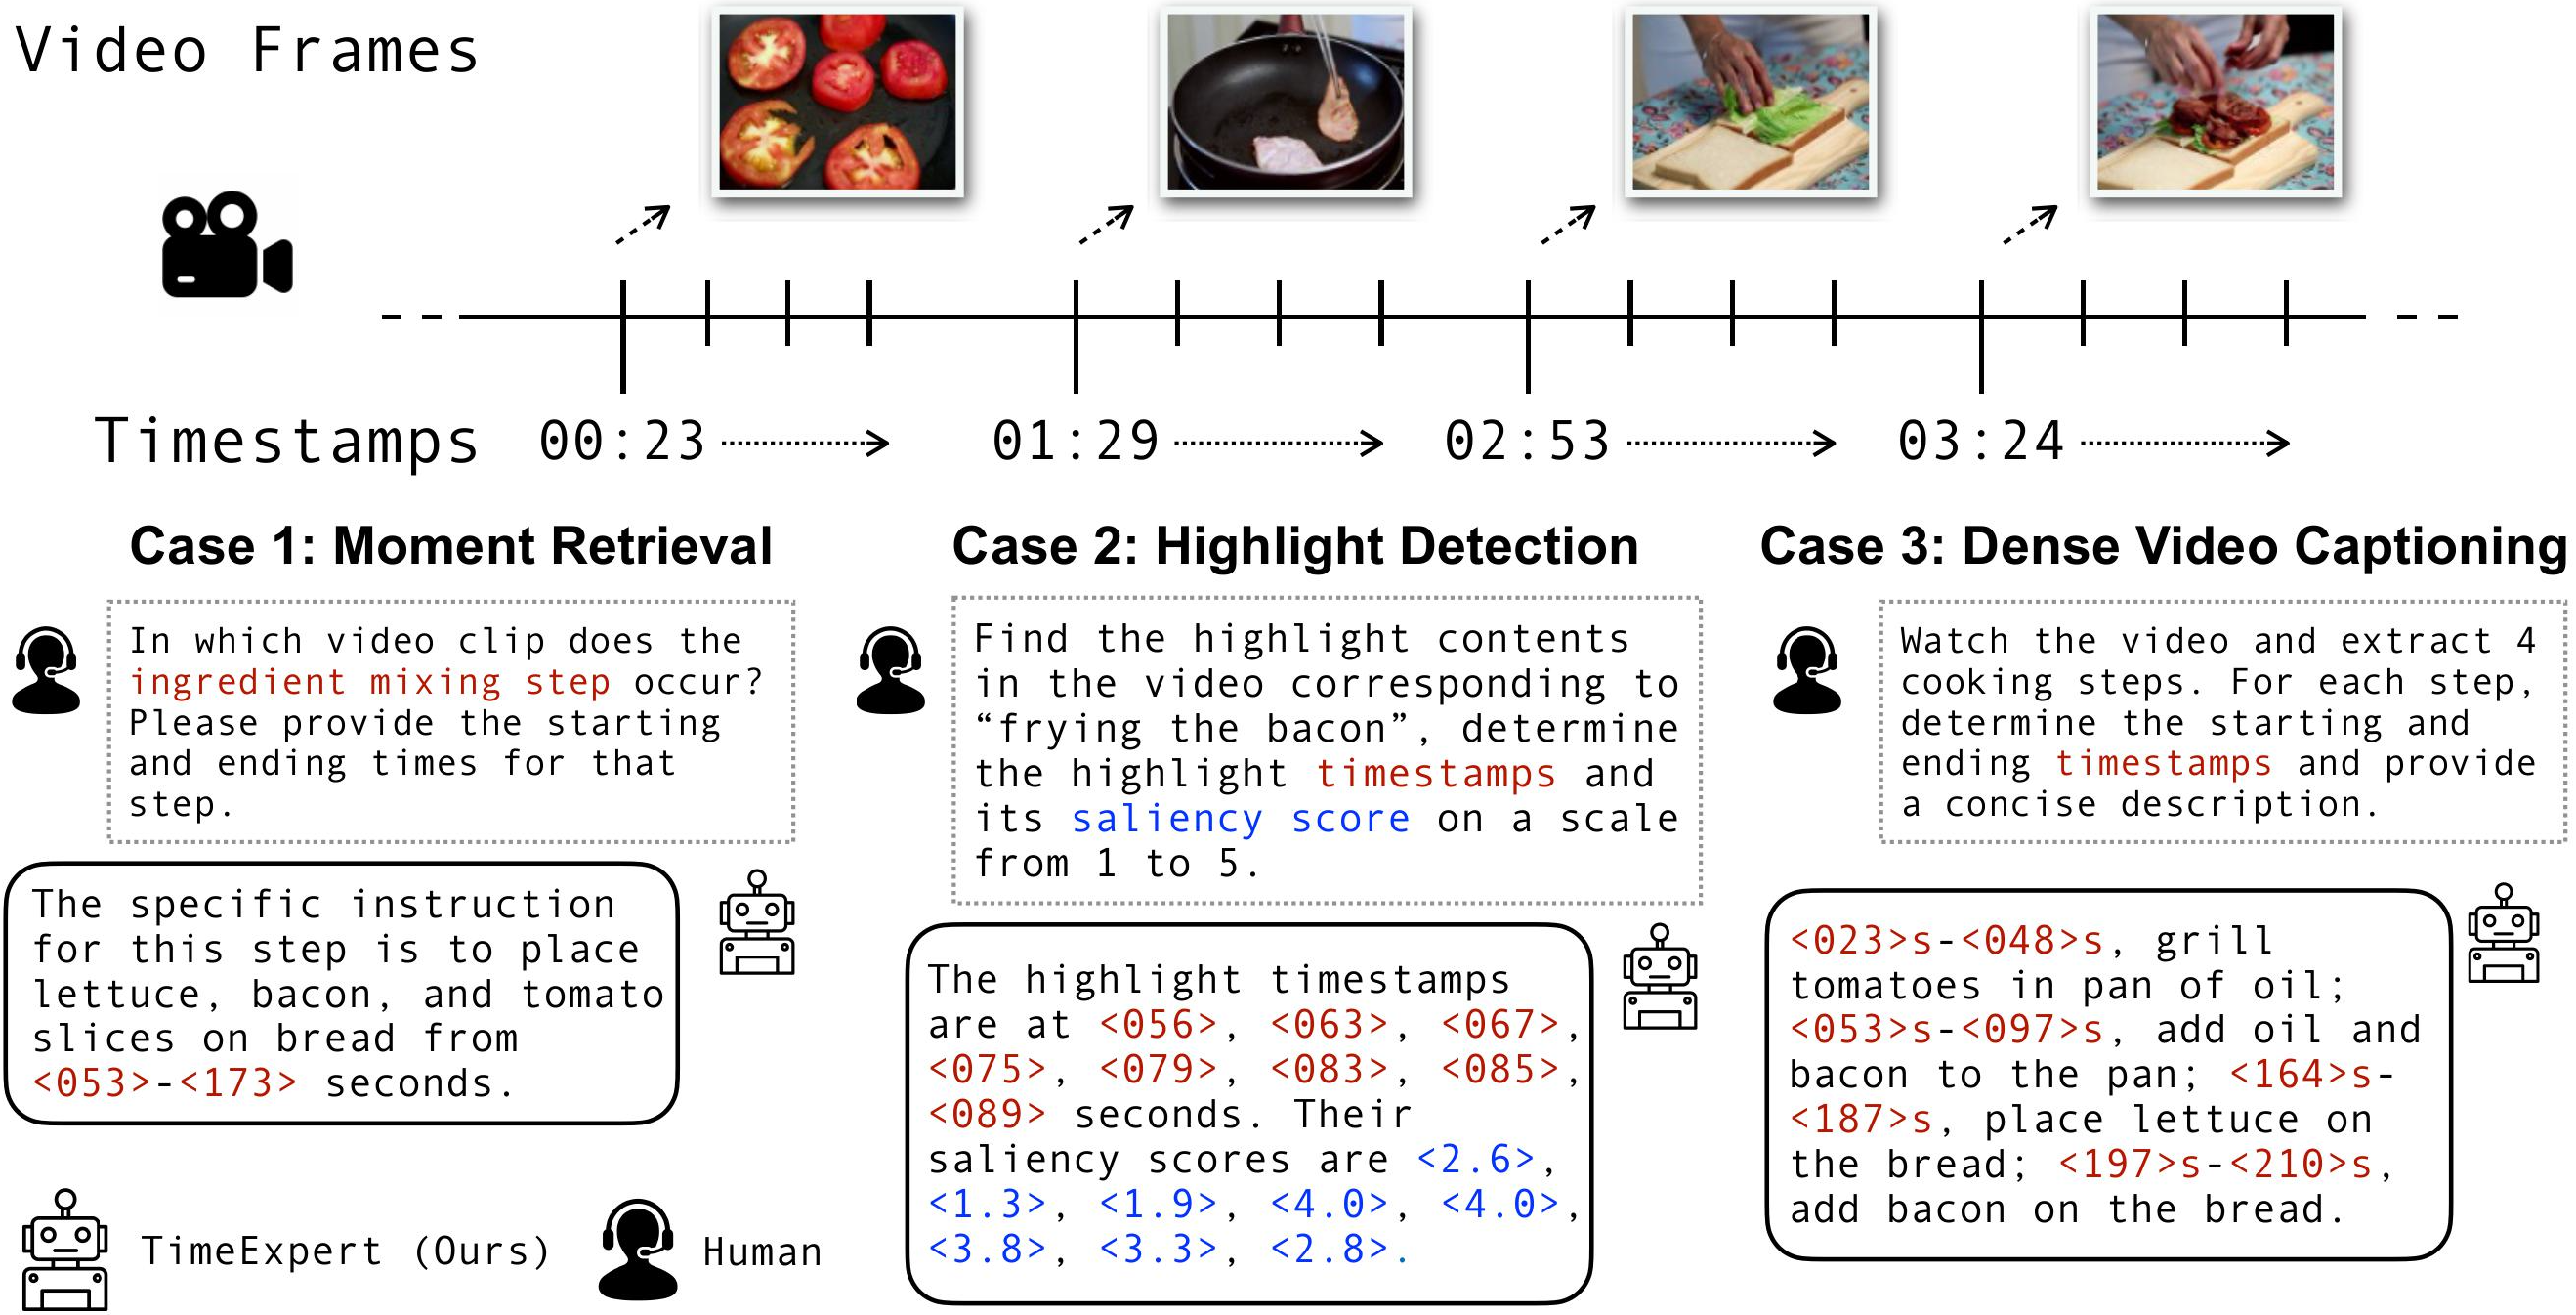 Video Frames
Timestamps 00:23 01:29 02:53 03:24
Case 1: Moment Retrieval
In which video clip does the
ingredient mixing step occur?
Please provide the starting
and ending times for that
step.
The specific instruction
for this step is to place
lettuce, bacon, and tomato
slices on bread from
<053>-<173> seconds.
TimeExpert (Ours)
Human
Case 2: Highlight Detection
Find the highlight contents
in the video corresponding to
“frying the bacon”, determine
the highlight timestamps and
its saliency score on a scale
from 1 to 5.
The highlight timestamps
are at <056>, <063>, <067>,
<075>, <079>, <083>, <085>,
<089> seconds. Their
saliency scores are <2.6>,
<1.3>, <1.9>, <4.0>, <4.0>,
<3.8>, <3.3>, <2.8>.
Case 3: Dense Video Captioning
Watch the video and extract 4
cooking steps. For each step,
determine the starting and
ending timestamps and provide
a concise description.
<023>s-<048>s, grill
tomatoes in pan of oil;
<053>s-<097>s, add oil and
bacon to the pan; <164>s-
<187>s, place lettuce on
the bread; <197>s-<210>s,
add bacon on the bread.